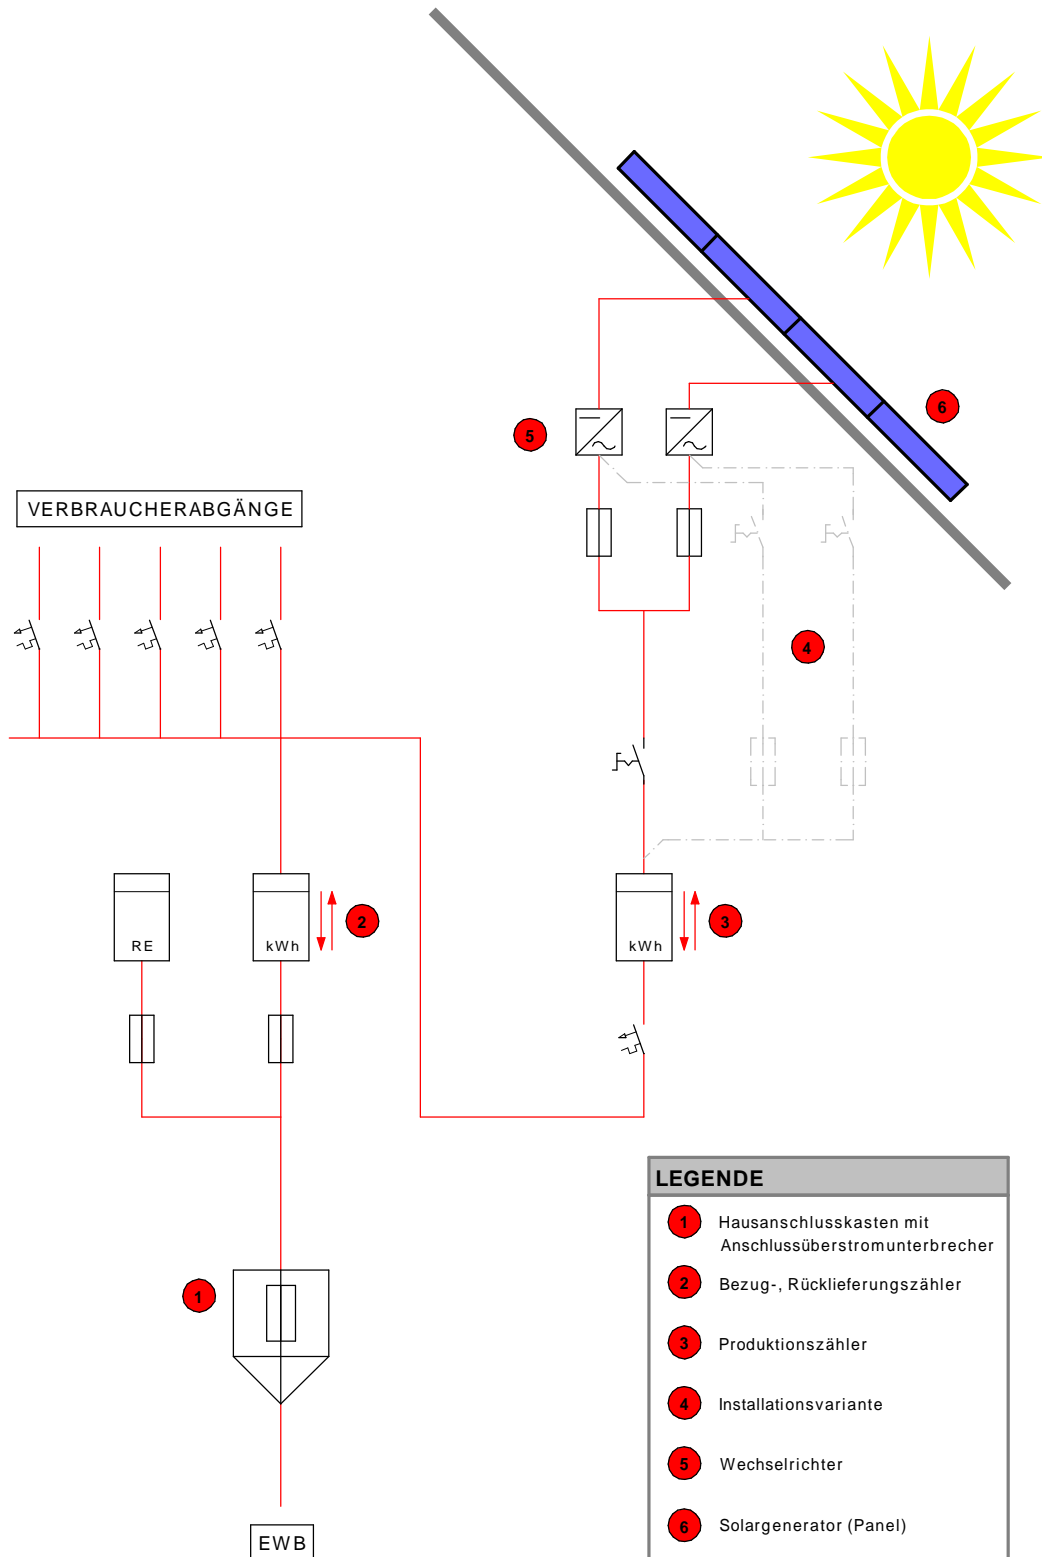 6
5
VERBRAUCHERABGÄNGE
4
RE
kWh
2
kWh
3
LEGENDE
1 Hausanschlusskasten mit
Anschlussüberstromunterbrecher
2 Bezug-, Rücklieferungszähler
3 Produktionszähler
4 Installationsvariante
5 Wechselrichter
6 Solargenerator (Panel)
1
EWB